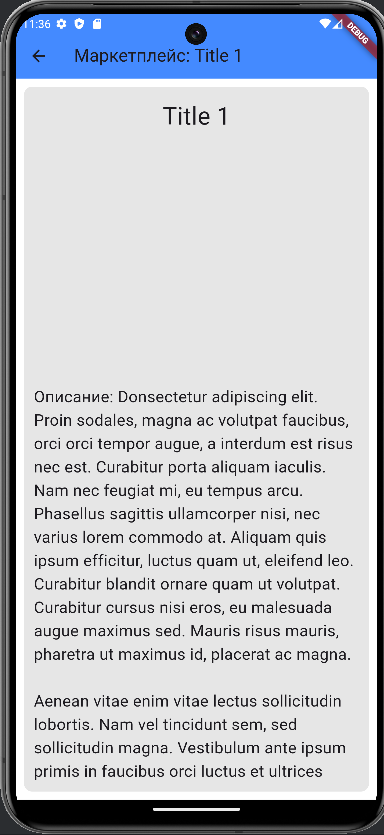 11:36
DEBUG
Маркетплейс: Title 1
Title 1
Описание: Donsectetur adipiscing elit.
Proin sodales, magna ac volutpat faucibus,
orci orci tempor augue, a interdum est risus
nec est. Curabitur porta aliquam iaculis.
Nam nec feugiat mi, eu tempus arcu.
Phasellus sagittis ullamcorper nisi, nec
varius lorem commodo at. Aliquam quis
ipsum efficitur, luctus quam ut, eleifend leo.
Curabitur blandit ornare quam ut volutpat.
Curabitur cursus nisi eros, eu malesuada
augue maximus sed. Mauris risus mauris,
pharetra ut maximus id, placerat ac magna.
Aenean vitae enim vitae lectus sollicitudin
lobortis. Nam vel tincidunt sem, sed
sollicitudin magna. Vestibulum ante ipsum
primis in faucibus orci luctus et ultrices